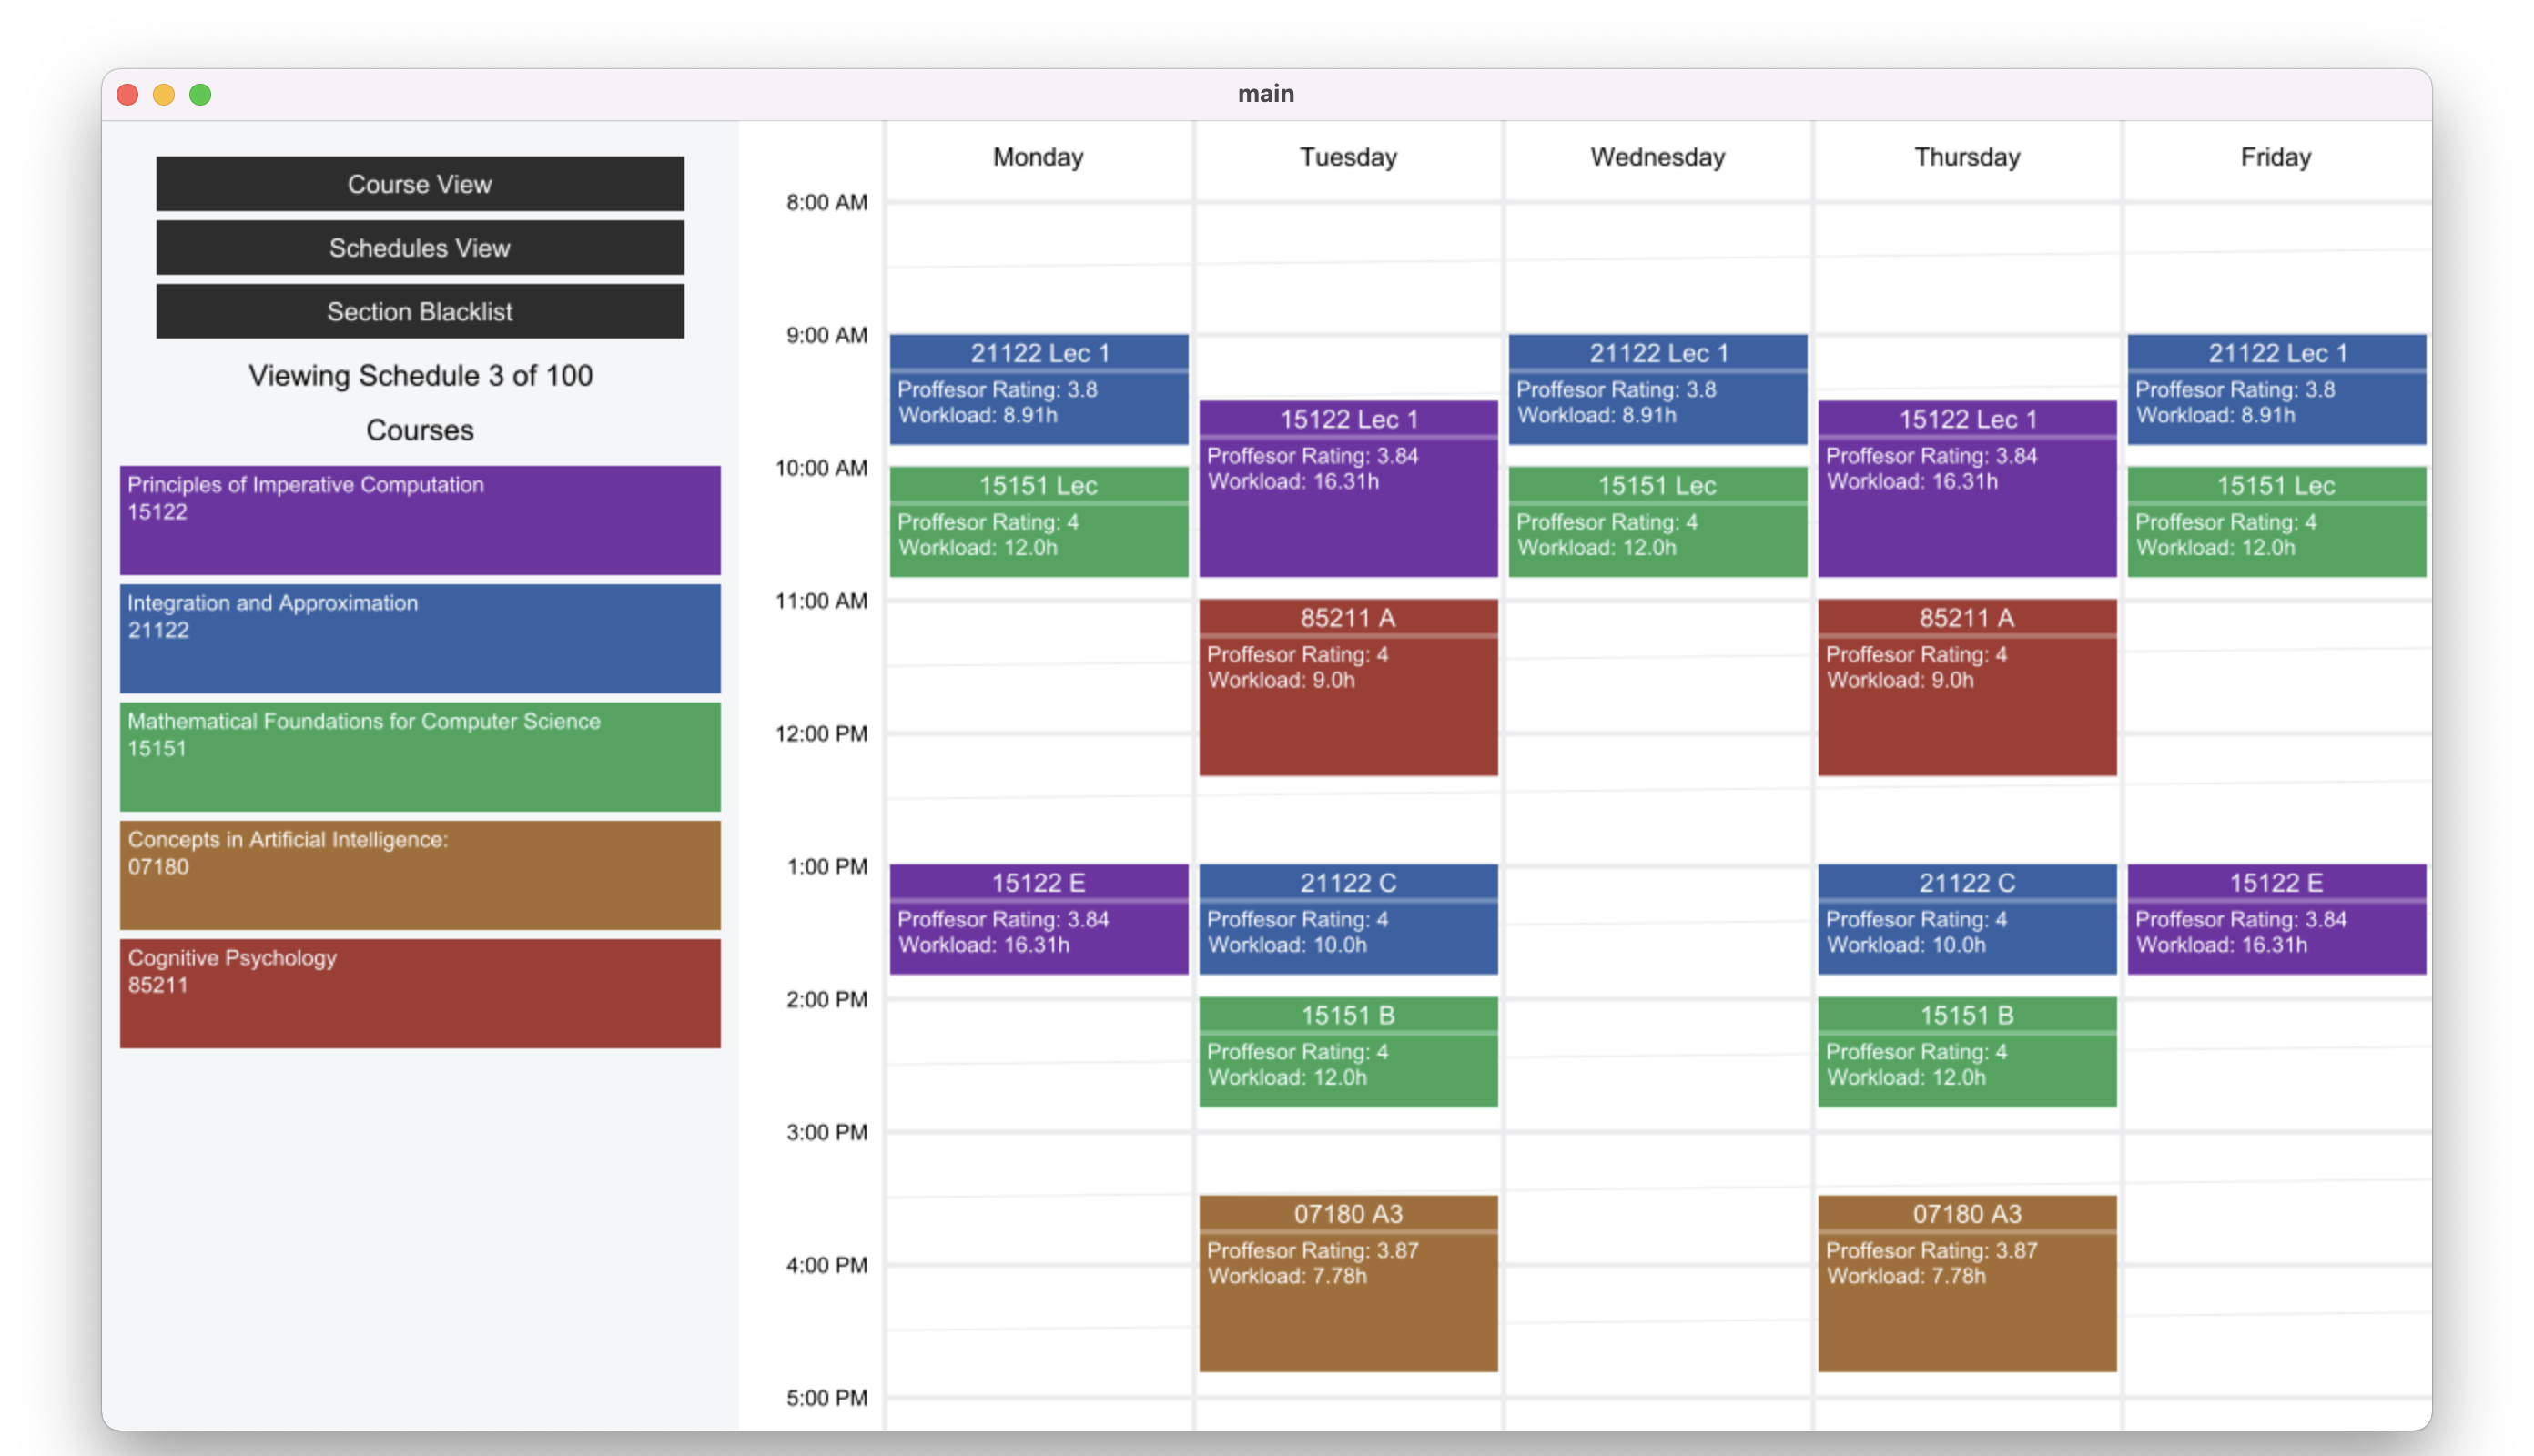 main
Course View
Schedules View
Section Blacklist
Viewing Schedule 3 of 100
Courses
Principles of Imperative Computation
15122
Integration and Approximation
21122
Mathematical Foundations for Computer Science
15151
Concepts in Artificial Intelligence:
07180
Cognitive Psychology
85211
Monday
Tuesday
Wednesday
Thursday
Friday
8:00 AM
9:00 AM
10:00 AM
11:00 AM
12:00 PM
1:00 PM
2:00 PM
3:00 PM
4:00 PM
5:00 PM
21122 Lec 1
Proffesor Rating: 3.8
Workload: 8.91h
15151 Lec
Proffesor Rating: 4
Workload: 12.0h
15122 E
Proffesor Rating: 3.84
Workload: 16.31h
15122 Lec 1
Proffesor Rating: 3.84
Workload: 16.31h
85211 A
Proffesor Rating: 4
Workload: 9.0h
21122 C
Proffesor Rating: 4
Workload: 10.0h
15151 B
Proffesor Rating: 4
Workload: 12.0h
07180 A3
Proffesor Rating: 3.87
Workload: 7.78h
21122 Lec 1
Proffesor Rating: 3.8
Workload: 8.91h
15151 Lec
Proffesor Rating: 4
Workload: 12.0h
15122 Lec 1
Proffesor Rating: 3.84
Workload: 16.31h
85211 A
Proffesor Rating: 4
Workload: 9.0h
21122 C
Proffesor Rating: 4
Workload: 10.0h
15151 B
Proffesor Rating: 4
Workload: 12.0h
07180 A3
Proffesor Rating: 3.87
Workload: 7.78h
21122 Lec 1
Proffesor Rating: 3.8
Workload: 8.91h
15151 Lec
Proffesor Rating: 4
Workload: 12.0h
15122 E
Proffesor Rating: 3.84
Workload: 16.31h